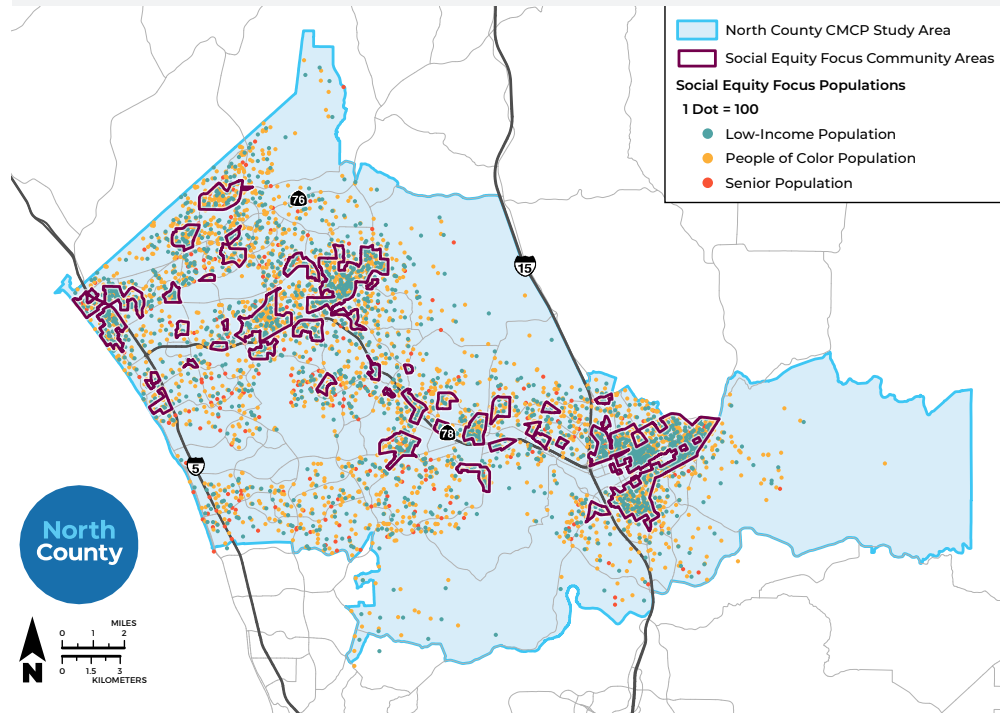 North County CMCP Study Area
Social Equity Focus Community Areas
Social Equity Focus Populations
1 Dot = 100
Low-Income Population
People of Color Population
Senior Population
76
15
78
5
North
County
MILES
0 1 2
0 1.5 3
KILOMETERS
N